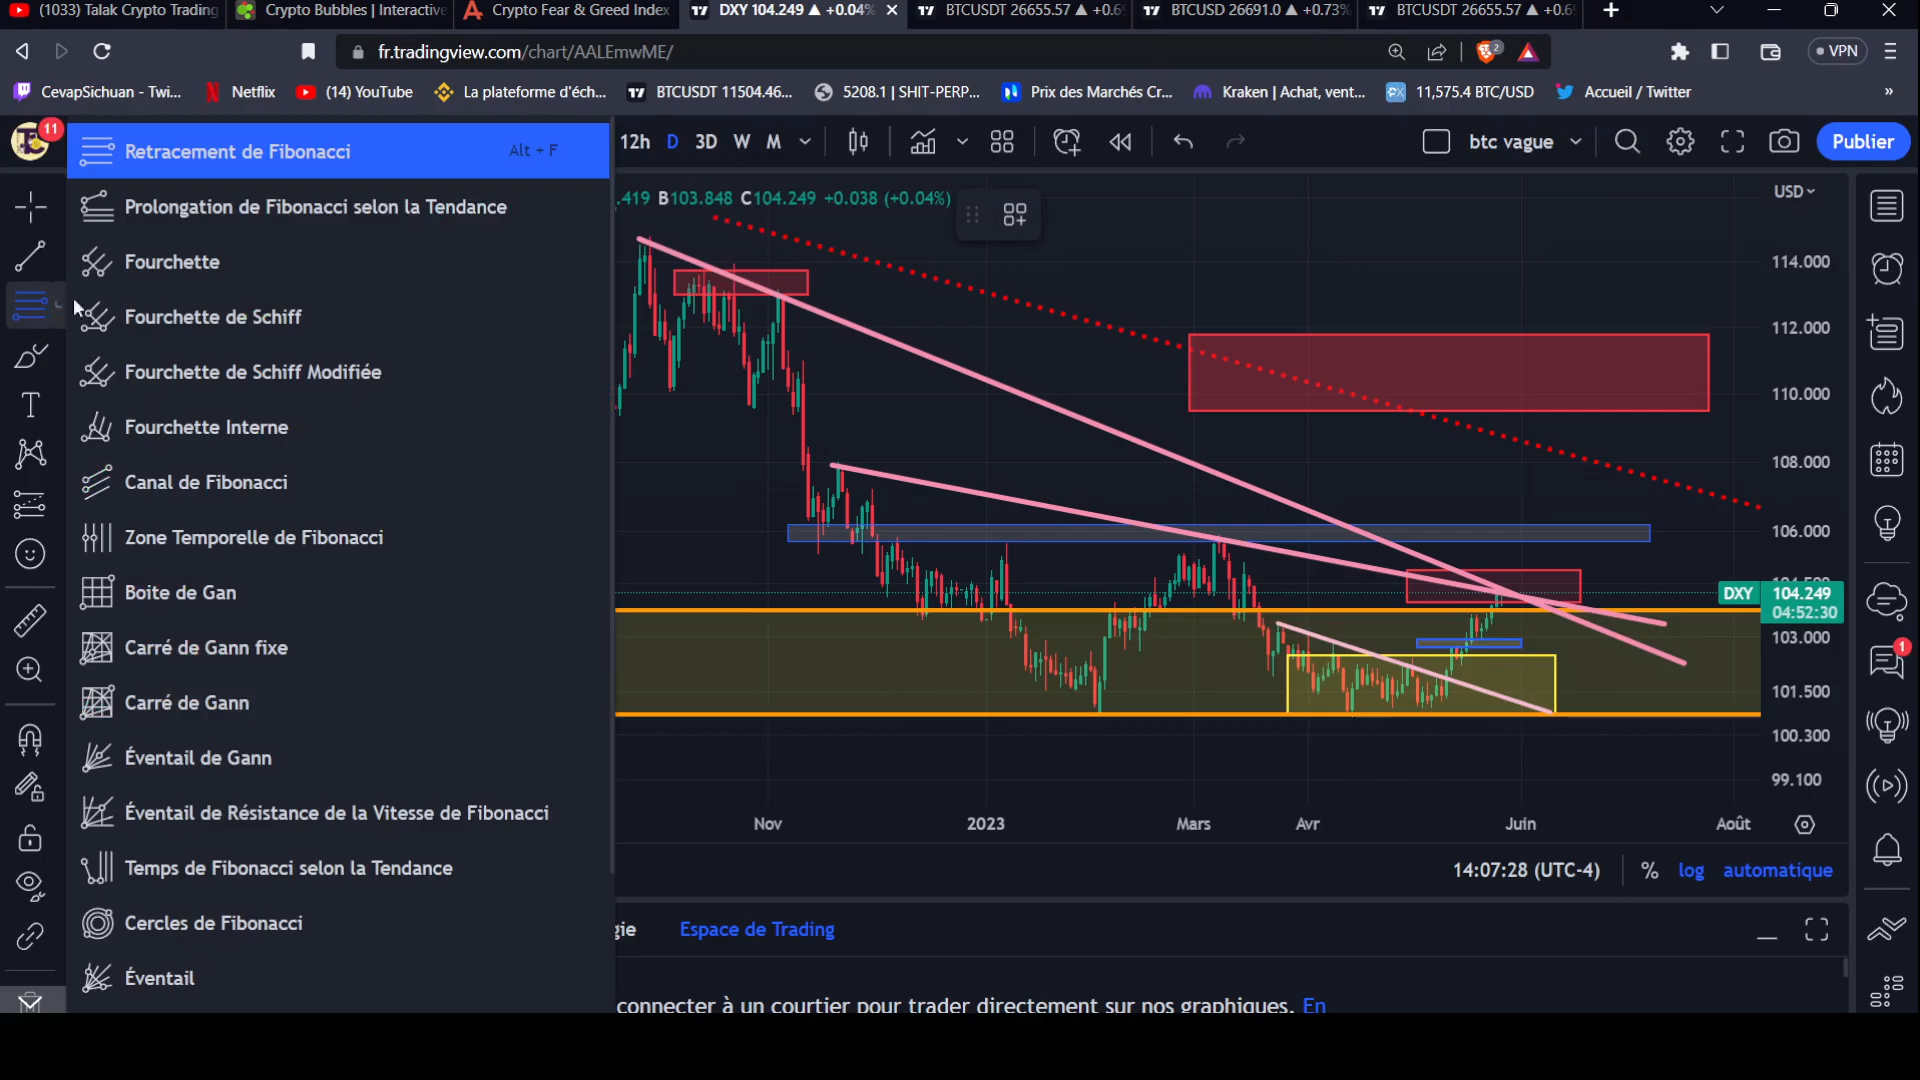 (1033) Talak Crypto Trading
Crypto Bubbles | Interactive
Crypto Fear & Greed Index
DXY 104.249 ▲ +0.04%
BTCUSDT 26655.57 ▲ +0.6
BTCUSD 26691.0 ▲ +0.73%
BTCUSDT 26655.57 ▲ +0.6
fr.tradingview.com/chart/AALEmwME/
2
VPN
CevapSichuan - Twi...
Netflix
(14) YouTube
La plateforme d'éch...
BTCUSDT 11504.46...
5208.1 | SHIT-PERP...
Prix des Marchés Cr...
Kraken | Achat, vent...
11,575.4 BTC/USD
Accueil / Twitter
»
11
Retracement de Fibonacci Alt + F
12h D 3D W M
btc vague
Publier
Prolongation de Fibonacci selon la Tendance
.419 B103.848 C104.249 +0.038 (+0.04%)
USD
Fourchette
Fourchette de Schiff
Fourchette de Schiff Modifiée
Fourchette Interne
Canal de Fibonacci
Zone Temporelle de Fibonacci
Boite de Gan
Carré de Gann fixe
Carré de Gann
Éventail de Gann
Éventail de Résistance de la Vitesse de Fibonacci
Temps de Fibonacci selon la Tendance
Cercles de Fibonacci
Éventail
114.000
112.000
110.000
108.000
106.000
DXY 104.249
04:52:30
103.000
101.500
100.300
99.100
1
Nov 2023 Mars Avr Juin Août
14:07:28 (UTC-4) % log automatique
gie Espace de Trading
connecter à un courtier pour trader directement sur nos graphiques. En